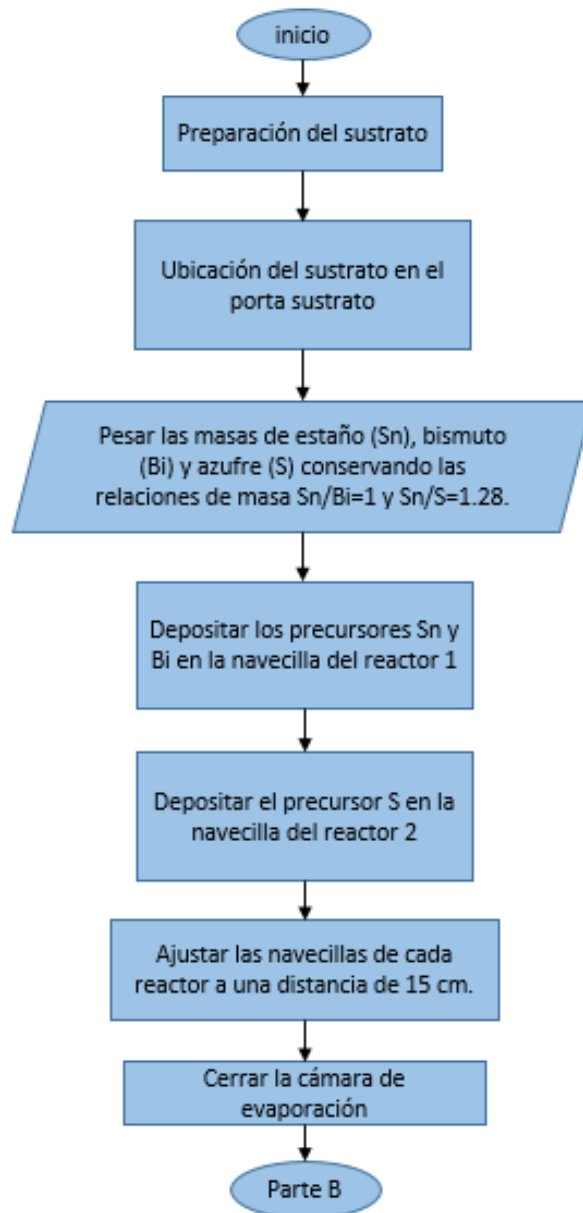 inicio
Preparación del sustrato
Ubicación del sustrato en el
porta sustrato
Pesar las masas de estaño (Sn), bismuto
(Bi) y azufre (S) conservando las
relaciones de masa Sn/Bi=1 y Sn/S=1.28.
Depositar los precursores Sn y
Bi en la navecilla del reactor 1
Depositar el precursor S en la
navecilla del reactor 2
Ajustar las navecillas de cada
reactor a una distancia de 15 cm.
Cerrar la cámara de
evaporación
Parte B